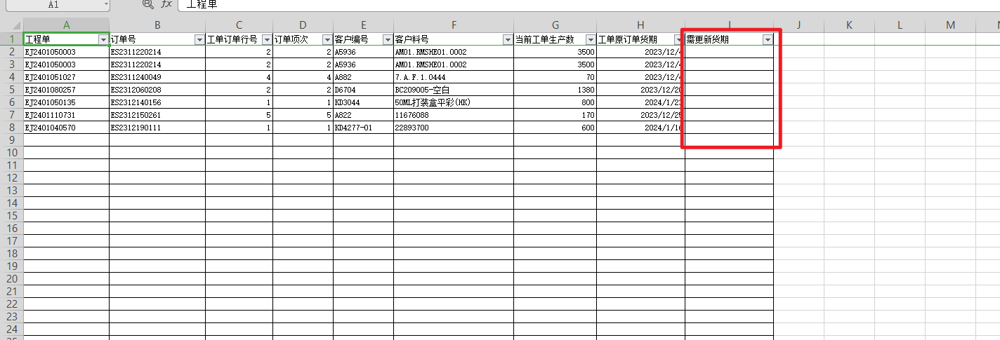 A1 fx 工程单
A B C D E F G H I J K L M
1 工程单 订单号 工单订单行号 订单项次 客户编号 客户料号 当前工单生产数 工单原订单货期 需更新货期
2 EJ2401050003 ES2311220214 2 2 A5936 AM01.RMSHE01.0002 3500 2023/12/4
3 EJ2401050003 ES2311220214 2 2 A5936 AM01.RMSHE01.0002 3500 2023/12/4
4 EJ2401051027 ES2311240049 4 4 A882 7.A.F.1.0444 70 2023/12/4
5 EJ2401080257 ES2312060208 2 2 D6704 BC209005-空白 1380 2023/12/20
6 EJ2401050135 ES2312140156 1 1 KD3044 50ML打装盒平彩(HK) 800 2024/1/23
7 EJ2401110731 ES2312150261 5 5 A822 11676088 170 2023/12/25
8 EJ2401040570 ES2312190111 1 1 KD4277-01 22893700 600 2024/1/16
9
10
11
12
13
14
15
16
17
18
19
20
21
22
23
24